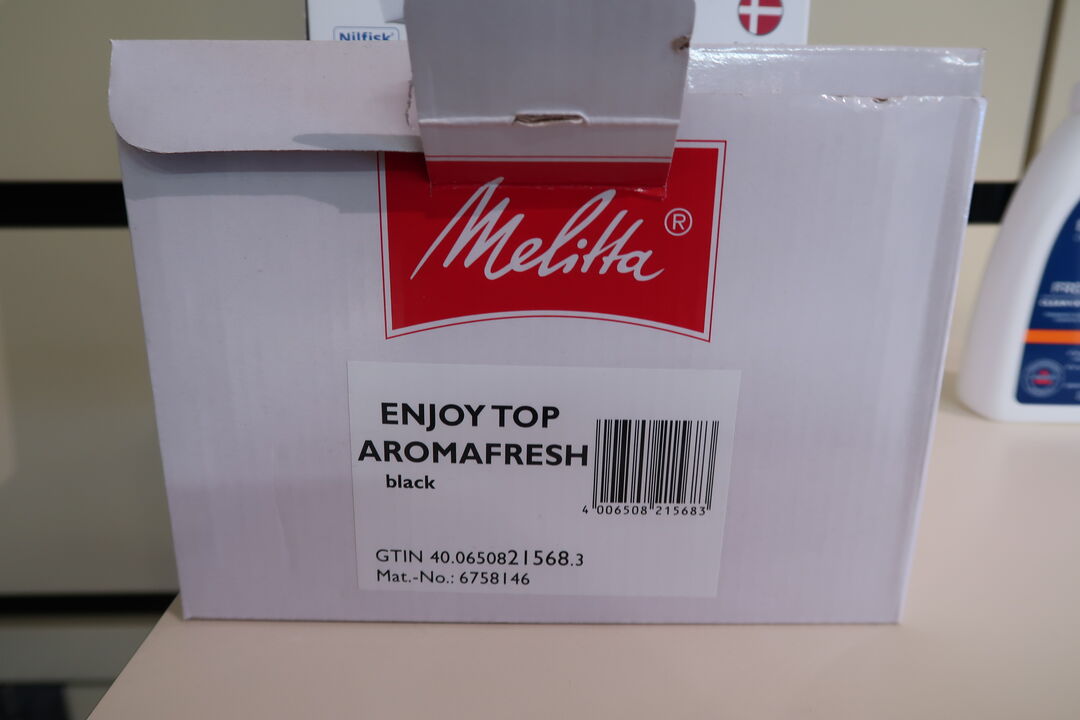 Nilfisk
Melitta®
ENJOY TOP
AROMAFRESH
black
4 006508 215683
GTIN 40.0650821568.3
Mat.-No.: 6758146